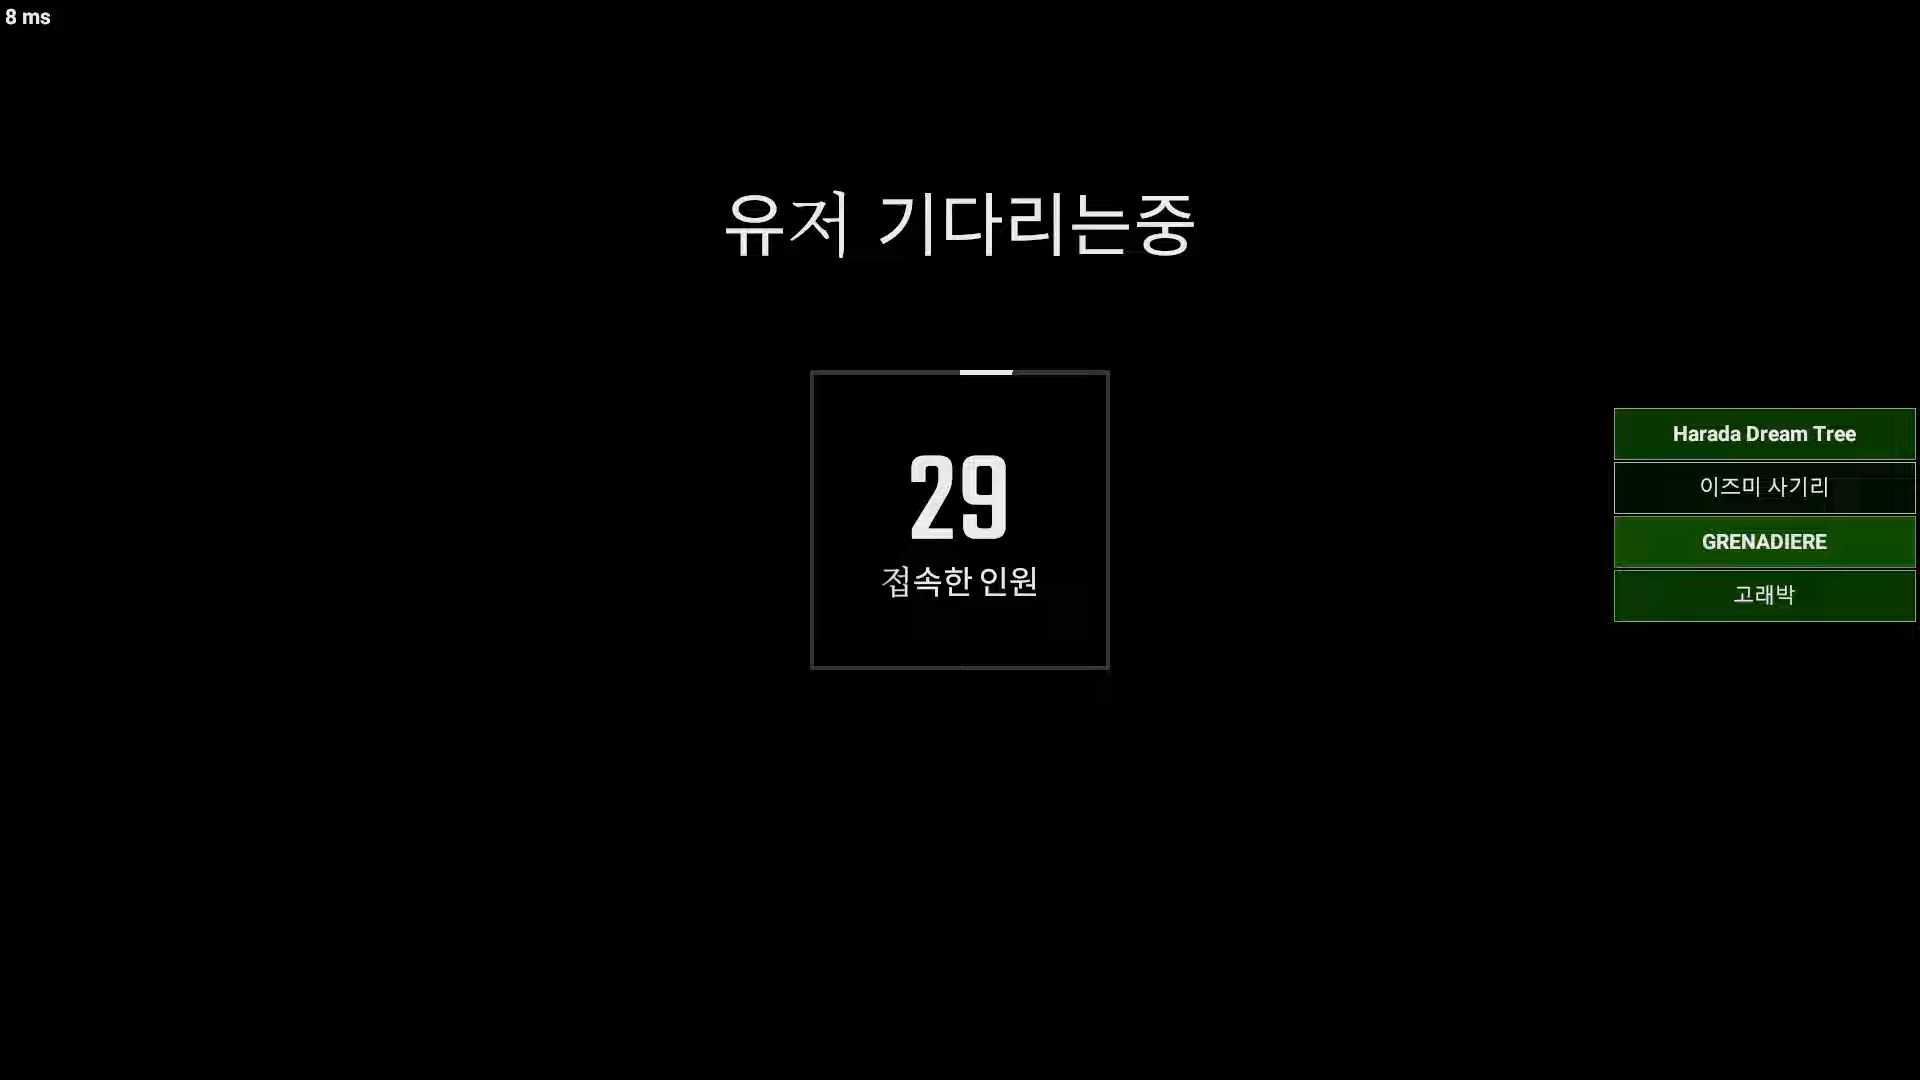 8 ms
유저 기다리는중
29
접속한 인원
Harada Dream Tree
이즈미 사기리
GRENADIERE
고래박